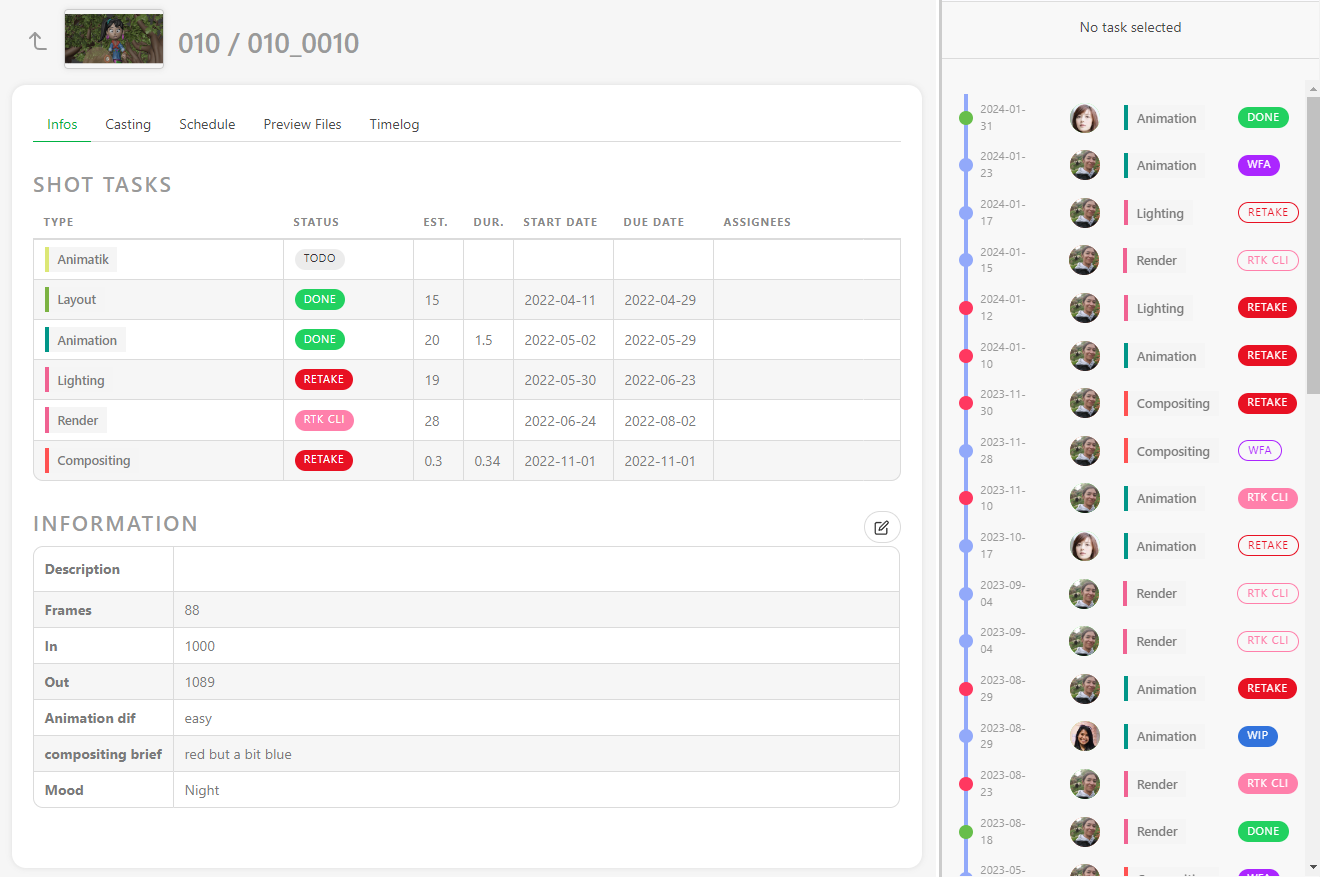 010 / 010_0010
Infos Casting Schedule Preview Files Timelog
SHOT TASKS
TYPE STATUS EST. DUR. START DATE DUE DATE ASSIGNEES
Animatik TODO
Layout DONE 15 2022-04-11 2022-04-29
Animation DONE 20 1.5 2022-05-02 2022-05-29
Lighting RETAKE 19 2022-05-30 2022-06-23
Render RTK CLI 28 2022-06-24 2022-08-02
Compositing RETAKE 0.3 0.34 2022-11-01 2022-11-01
INFORMATION
Description
Frames 88
In 1000
Out 1089
Animation dif easy
compositing brief red but a bit blue
Mood Night
No task selected
2024-01-
31 Animation DONE
2024-01-
23 Animation WFA
2024-01-
17 Lighting RETAKE
2024-01-
15 Render RTK CLI
2024-01-
12 Lighting RETAKE
2024-01-
10 Animation RETAKE
2023-11-
30 Compositing RETAKE
2023-11-
28 Compositing WFA
2023-11-
10 Animation RTK CLI
2023-10-
17 Animation RETAKE
2023-09-
04 Render RTK CLI
2023-09-
04 Render RTK CLI
2023-08-
29 Animation RETAKE
2023-08-
29 Animation WIP
2023-08-
23 Render RTK CLI
2023-08-
18 Render DONE
2023-05-